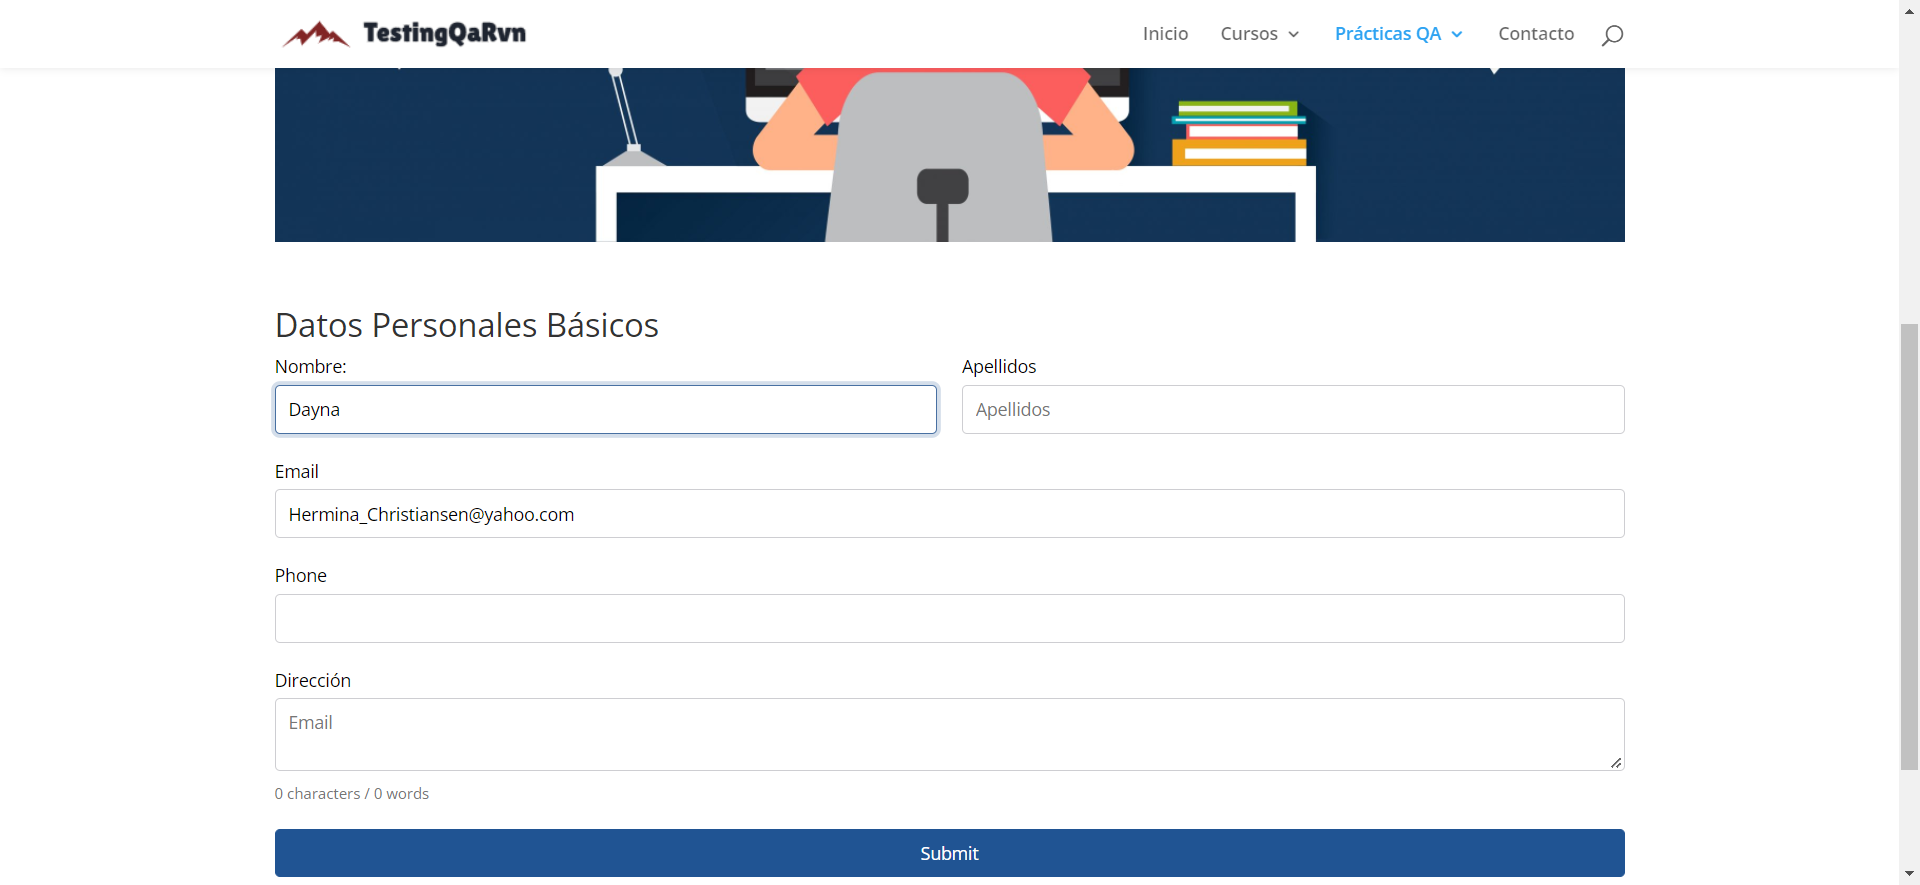 TestingQaRvn
Inicio Cursos Prácticas QA Contacto
Datos Personales Básicos
Nombre: Apellidos
Dayna Apellidos
Email
Hermina_Christiansen@yahoo.com
Phone
Dirección
Email
0 characters / 0 words
Submit